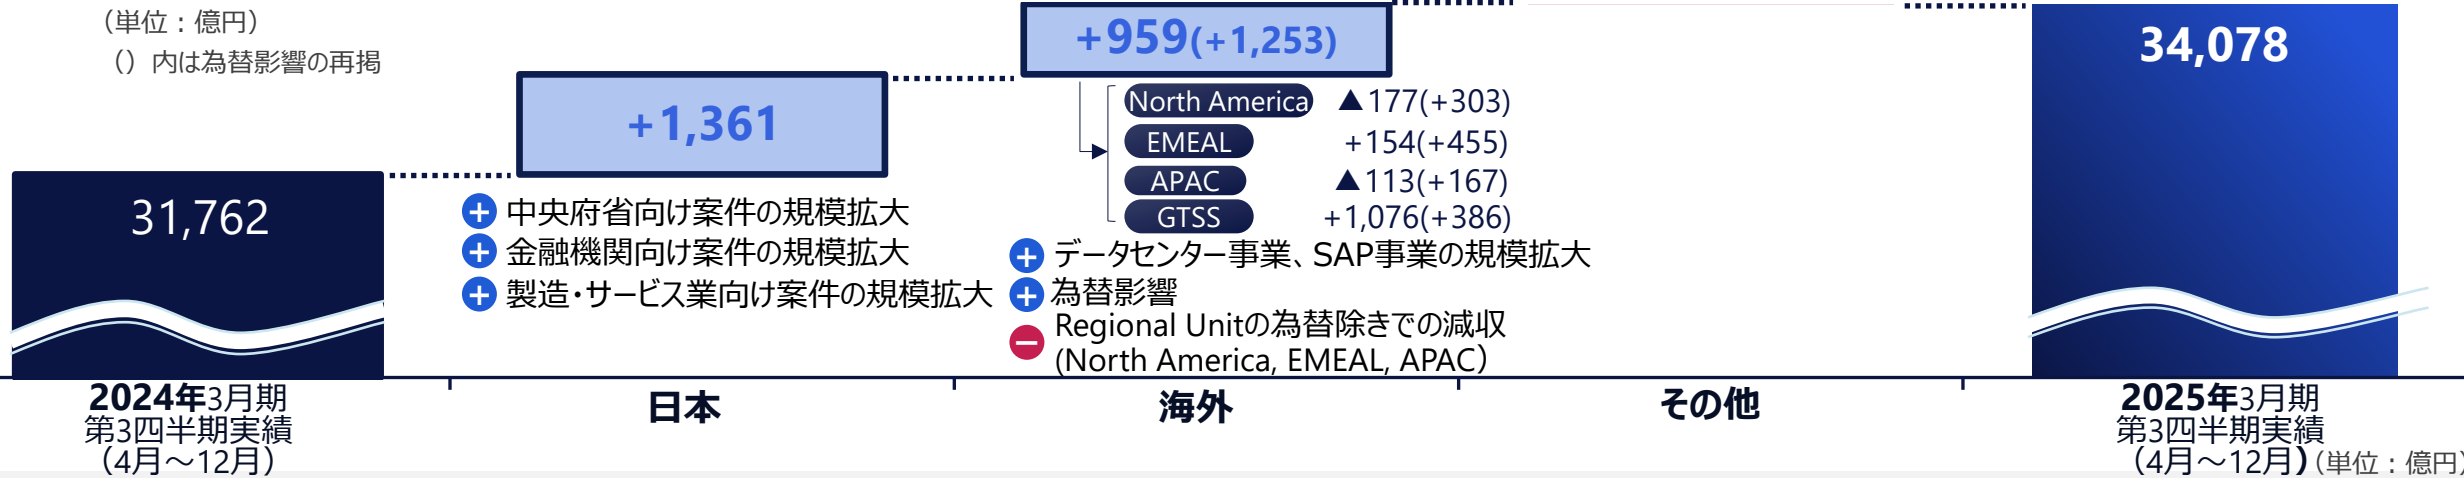 （単位：億円）
（）内は為替影響の再掲
+959(+1,253)
34,078
+1,361
North America ▲177(+303)
EMEAL +154(+455)
APAC ▲113(+167)
GTSS +1,076(+386)
31,762
中央府省向け案件の規模拡大
金融機関向け案件の規模拡大
製造・サービス業向け案件の規模拡大
データセンター事業、SAP事業の規模拡大
為替影響
Regional Unitの為替除きでの減収
(North America, EMEAL, APAC）
2024年3月期
第3四半期実績
（4月～12月）
日本
海外
その他
2025年3月期
第3四半期実績
（4月～12月）
（単位：億円）